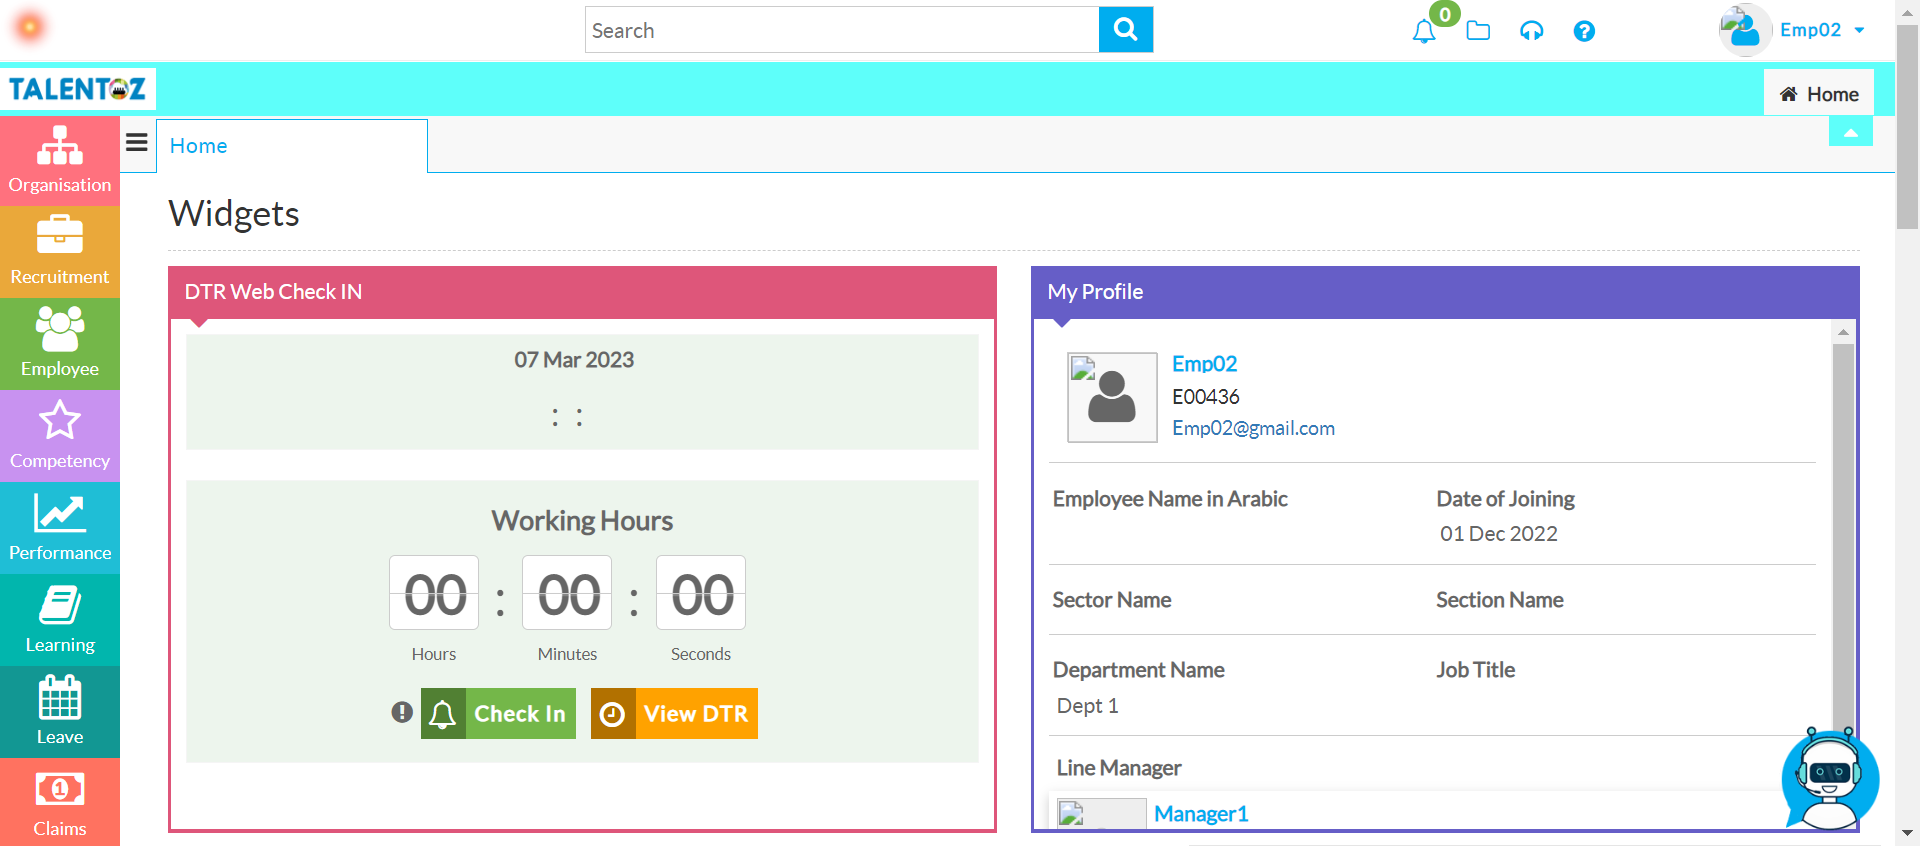 Search
0
Emp02
TALENTOZ
Home
Organisation
Recruitment
Employee
Competency
Performance
Learning
Leave
Claims
Home
Widgets
DTR Web Check IN
07 Mar 2023
: :
Working Hours
00 : 00 : 00
Hours Minutes Seconds
Check In View DTR
My Profile
Emp02
E00436
Emp02@gmail.com
Employee Name in Arabic Date of Joining
01 Dec 2022
Sector Name Section Name
Department Name Job Title
Dept 1
Line Manager
Manager1